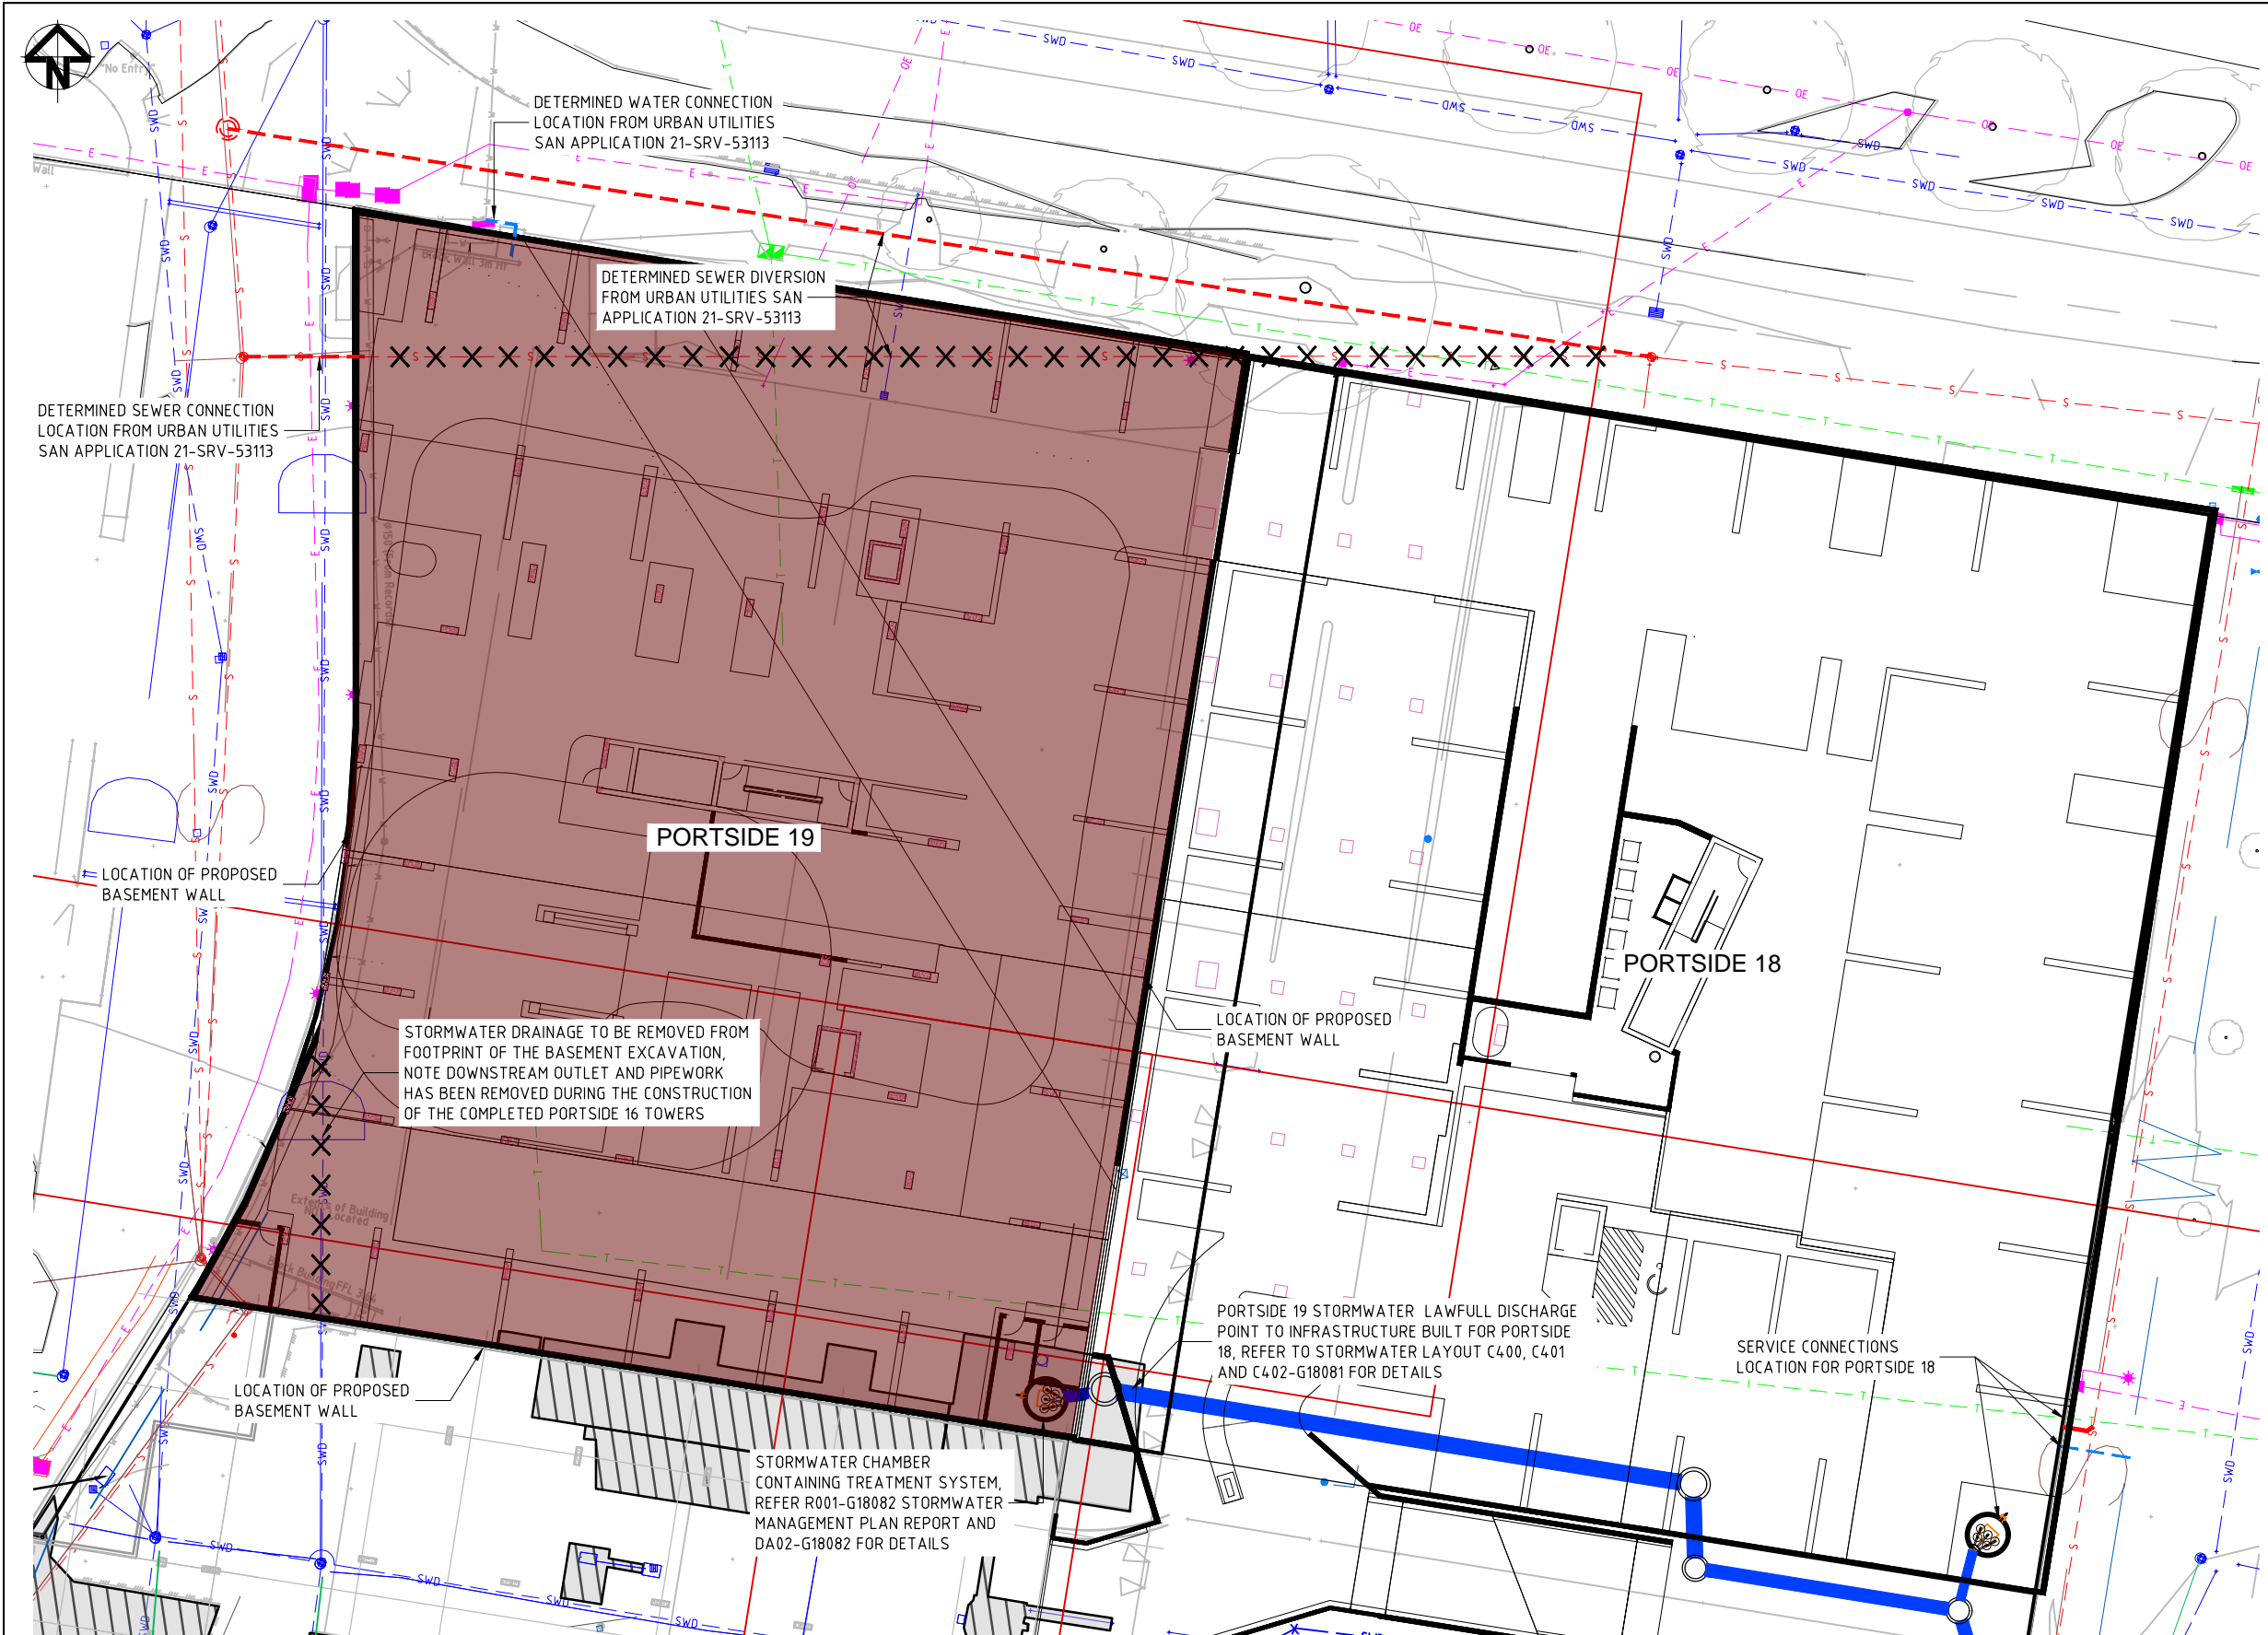 N
"No Entry"
Wall
DETERMINED WATER CONNECTION
LOCATION FROM URBAN UTILITIES
SAN APPLICATION 21-SRV-53113
DETERMINED SEWER DIVERSION
FROM URBAN UTILITIES SAN
APPLICATION 21-SRV-53113
DETERMINED SEWER CONNECTION
LOCATION FROM URBAN UTILITIES
SAN APPLICATION 21-SRV-53113
PORTSIDE 19
LOCATION OF PROPOSED
BASEMENT WALL
PORTSIDE 18
STORMWATER DRAINAGE TO BE REMOVED FROM
FOOTPRINT OF THE BASEMENT EXCAVATION,
NOTE DOWNSTREAM OUTLET AND PIPEWORK
HAS BEEN REMOVED DURING THE CONSTRUCTION
OF THE COMPLETED PORTSIDE 16 TOWERS
LOCATION OF PROPOSED
BASEMENT WALL
PORTSIDE 19 STORMWATER LAWFULL DISCHARGE
POINT TO INFRASTRUCTURE BUILT FOR PORTSIDE
18, REFER TO STORMWATER LAYOUT C400, C401
AND C402-G18081 FOR DETAILS
SERVICE CONNECTIONS
LOCATION FOR PORTSIDE 18
LOCATION OF PROPOSED
BASEMENT WALL
STORMWATER CHAMBER
CONTAINING TREATMENT SYSTEM,
REFER R001-G18082 STORMWATER
MANAGEMENT PLAN REPORT AND
DA02-G18082 FOR DETAILS